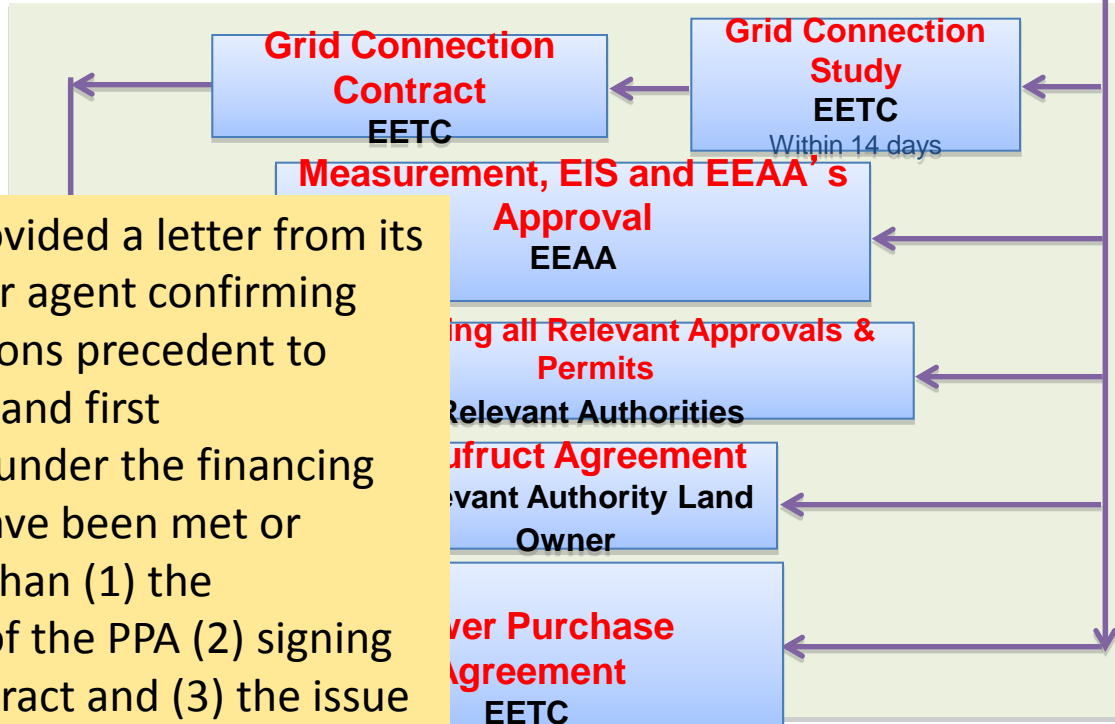 Grid Connection
Contract
EETC
Grid Connection
Study
EETC
Within 14 days
Measurement, EIS and EEAA's
Approval
EEAA
ing all Relevant Approvals &
Permits
Relevant Authorities
ufruct Agreement
evant Authority Land
Owner
wer Purchase
Agreement
EETC
ovided a letter from its
r agent confirming
ons precedent to
and first
under the financing
ave been met or
than (1) the
of the PPA (2) signing
ract and (3) the issue